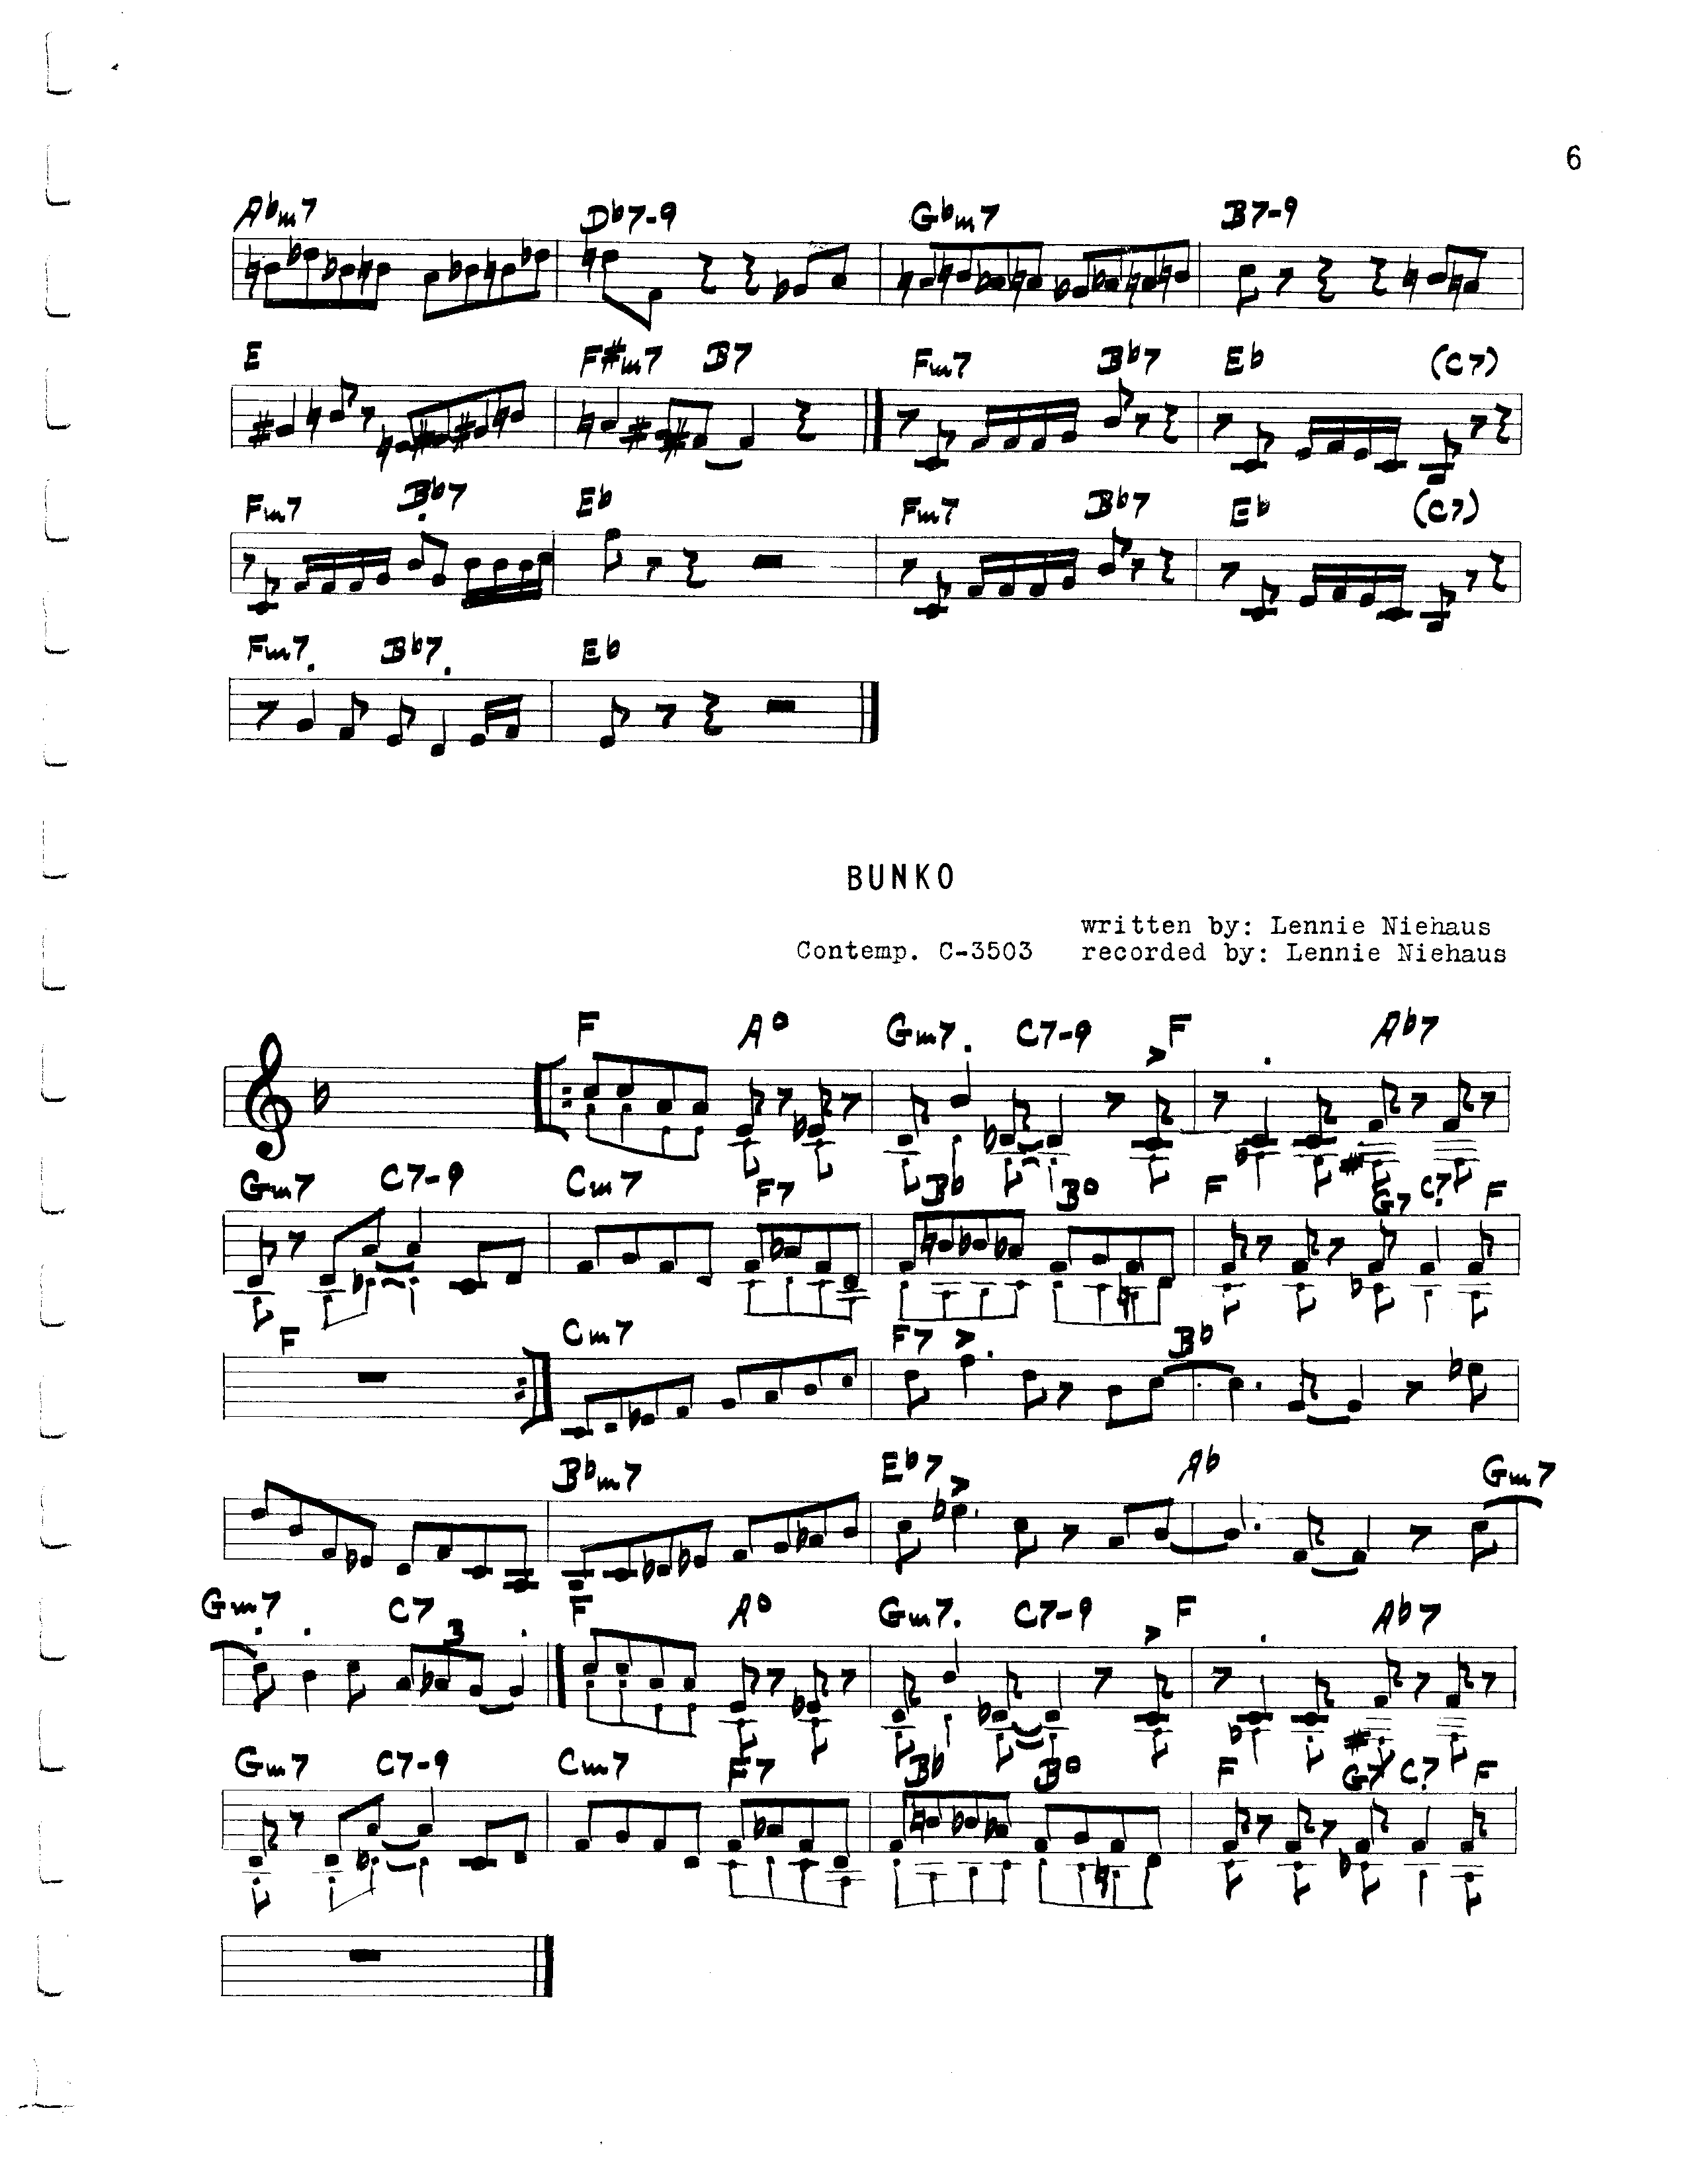 6
Abm7 Db7-9 Gbm7 B7-9
E F#m7 B7 Fm7 Bb7 Eb (C7)
Fm7 Bb7 Eb Fm7 Bb7 Eb (C7)
Fm7 Bb7 Eb
BUNKO
written by: Lennie Niehaus
Contemp. C-3503 recorded by: Lennie Niehaus
F A° Gm7 C7-9 F Ab7
Gm7 C7-9 Cm7 F7 Bb B° F G7 C7 F
F Cm7 F7 Bb
Bbm7 Eb7 Ab Gm7
Gm7 C7 3 F A° Gm7 C7-9 F Ab7
Gm7 C7-9 Cm7 F7 Bb B° F G7 C7 F